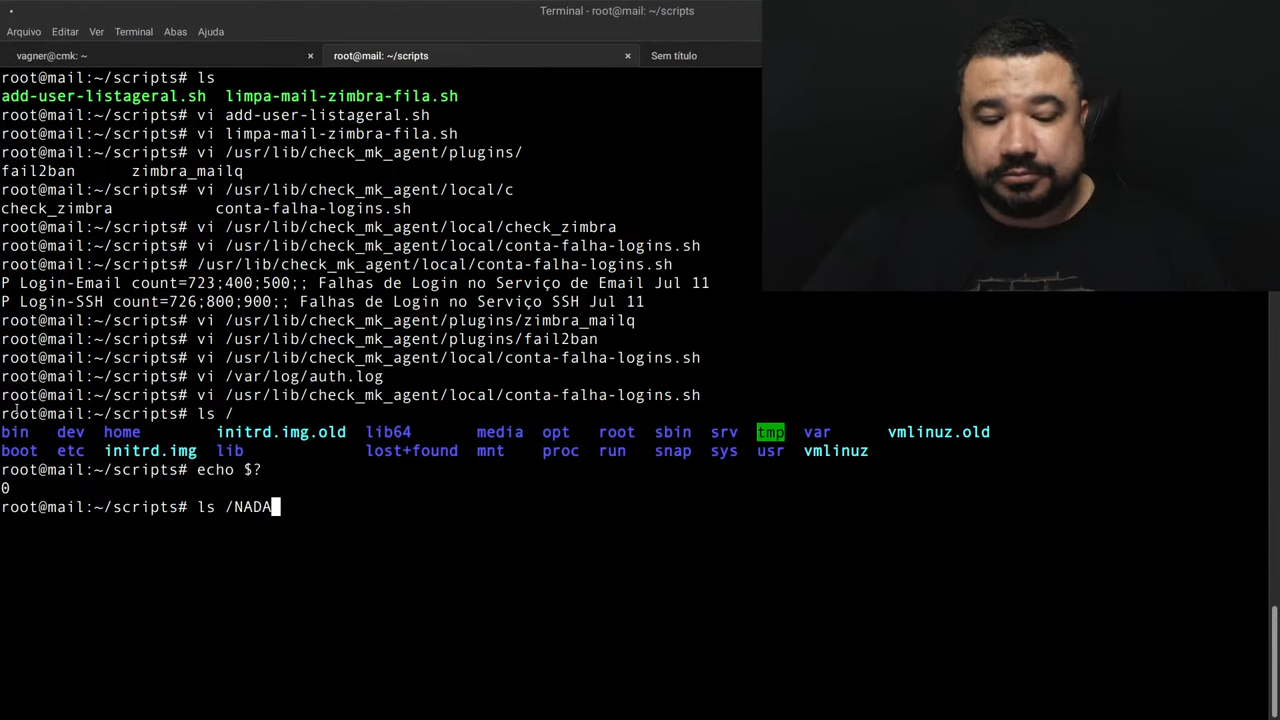 Terminal - root@mail: ~/scripts
Arquivo Editar Ver Terminal Abas Ajuda
vagner@cmk: ~ × root@mail: ~/scripts × Sem título
root@mail:~/scripts# ls
add-user-listageral.sh limpa-mail-zimbra-fila.sh
root@mail:~/scripts# vi add-user-listageral.sh
root@mail:~/scripts# vi limpa-mail-zimbra-fila.sh
root@mail:~/scripts# vi /usr/lib/check_mk_agent/plugins/
fail2ban zimbra_mailq
root@mail:~/scripts# vi /usr/lib/check_mk_agent/local/c
check_zimbra conta-falha-logins.sh
root@mail:~/scripts# vi /usr/lib/check_mk_agent/local/check_zimbra
root@mail:~/scripts# vi /usr/lib/check_mk_agent/local/conta-falha-logins.sh
root@mail:~/scripts# /usr/lib/check_mk_agent/local/conta-falha-logins.sh
P Login-Email count=723;400;500;; Falhas de Login no Serviço de Email Jul 11
P Login-SSH count=726;800;900;; Falhas de Login no Serviço SSH Jul 11
root@mail:~/scripts# vi /usr/lib/check_mk_agent/plugins/zimbra_mailq
root@mail:~/scripts# vi /usr/lib/check_mk_agent/plugins/fail2ban
root@mail:~/scripts# vi /usr/lib/check_mk_agent/local/conta-falha-logins.sh
root@mail:~/scripts# vi /var/log/auth.log
root@mail:~/scripts# vi /usr/lib/check_mk_agent/local/conta-falha-logins.sh
root@mail:~/scripts# ls /
bin dev home initrd.img.old lib64 media opt root sbin srv tmp var vmlinuz.old
boot etc initrd.img lib lost+found mnt proc run snap sys usr vmlinuz
root@mail:~/scripts# echo $?
0
root@mail:~/scripts# ls /NADA